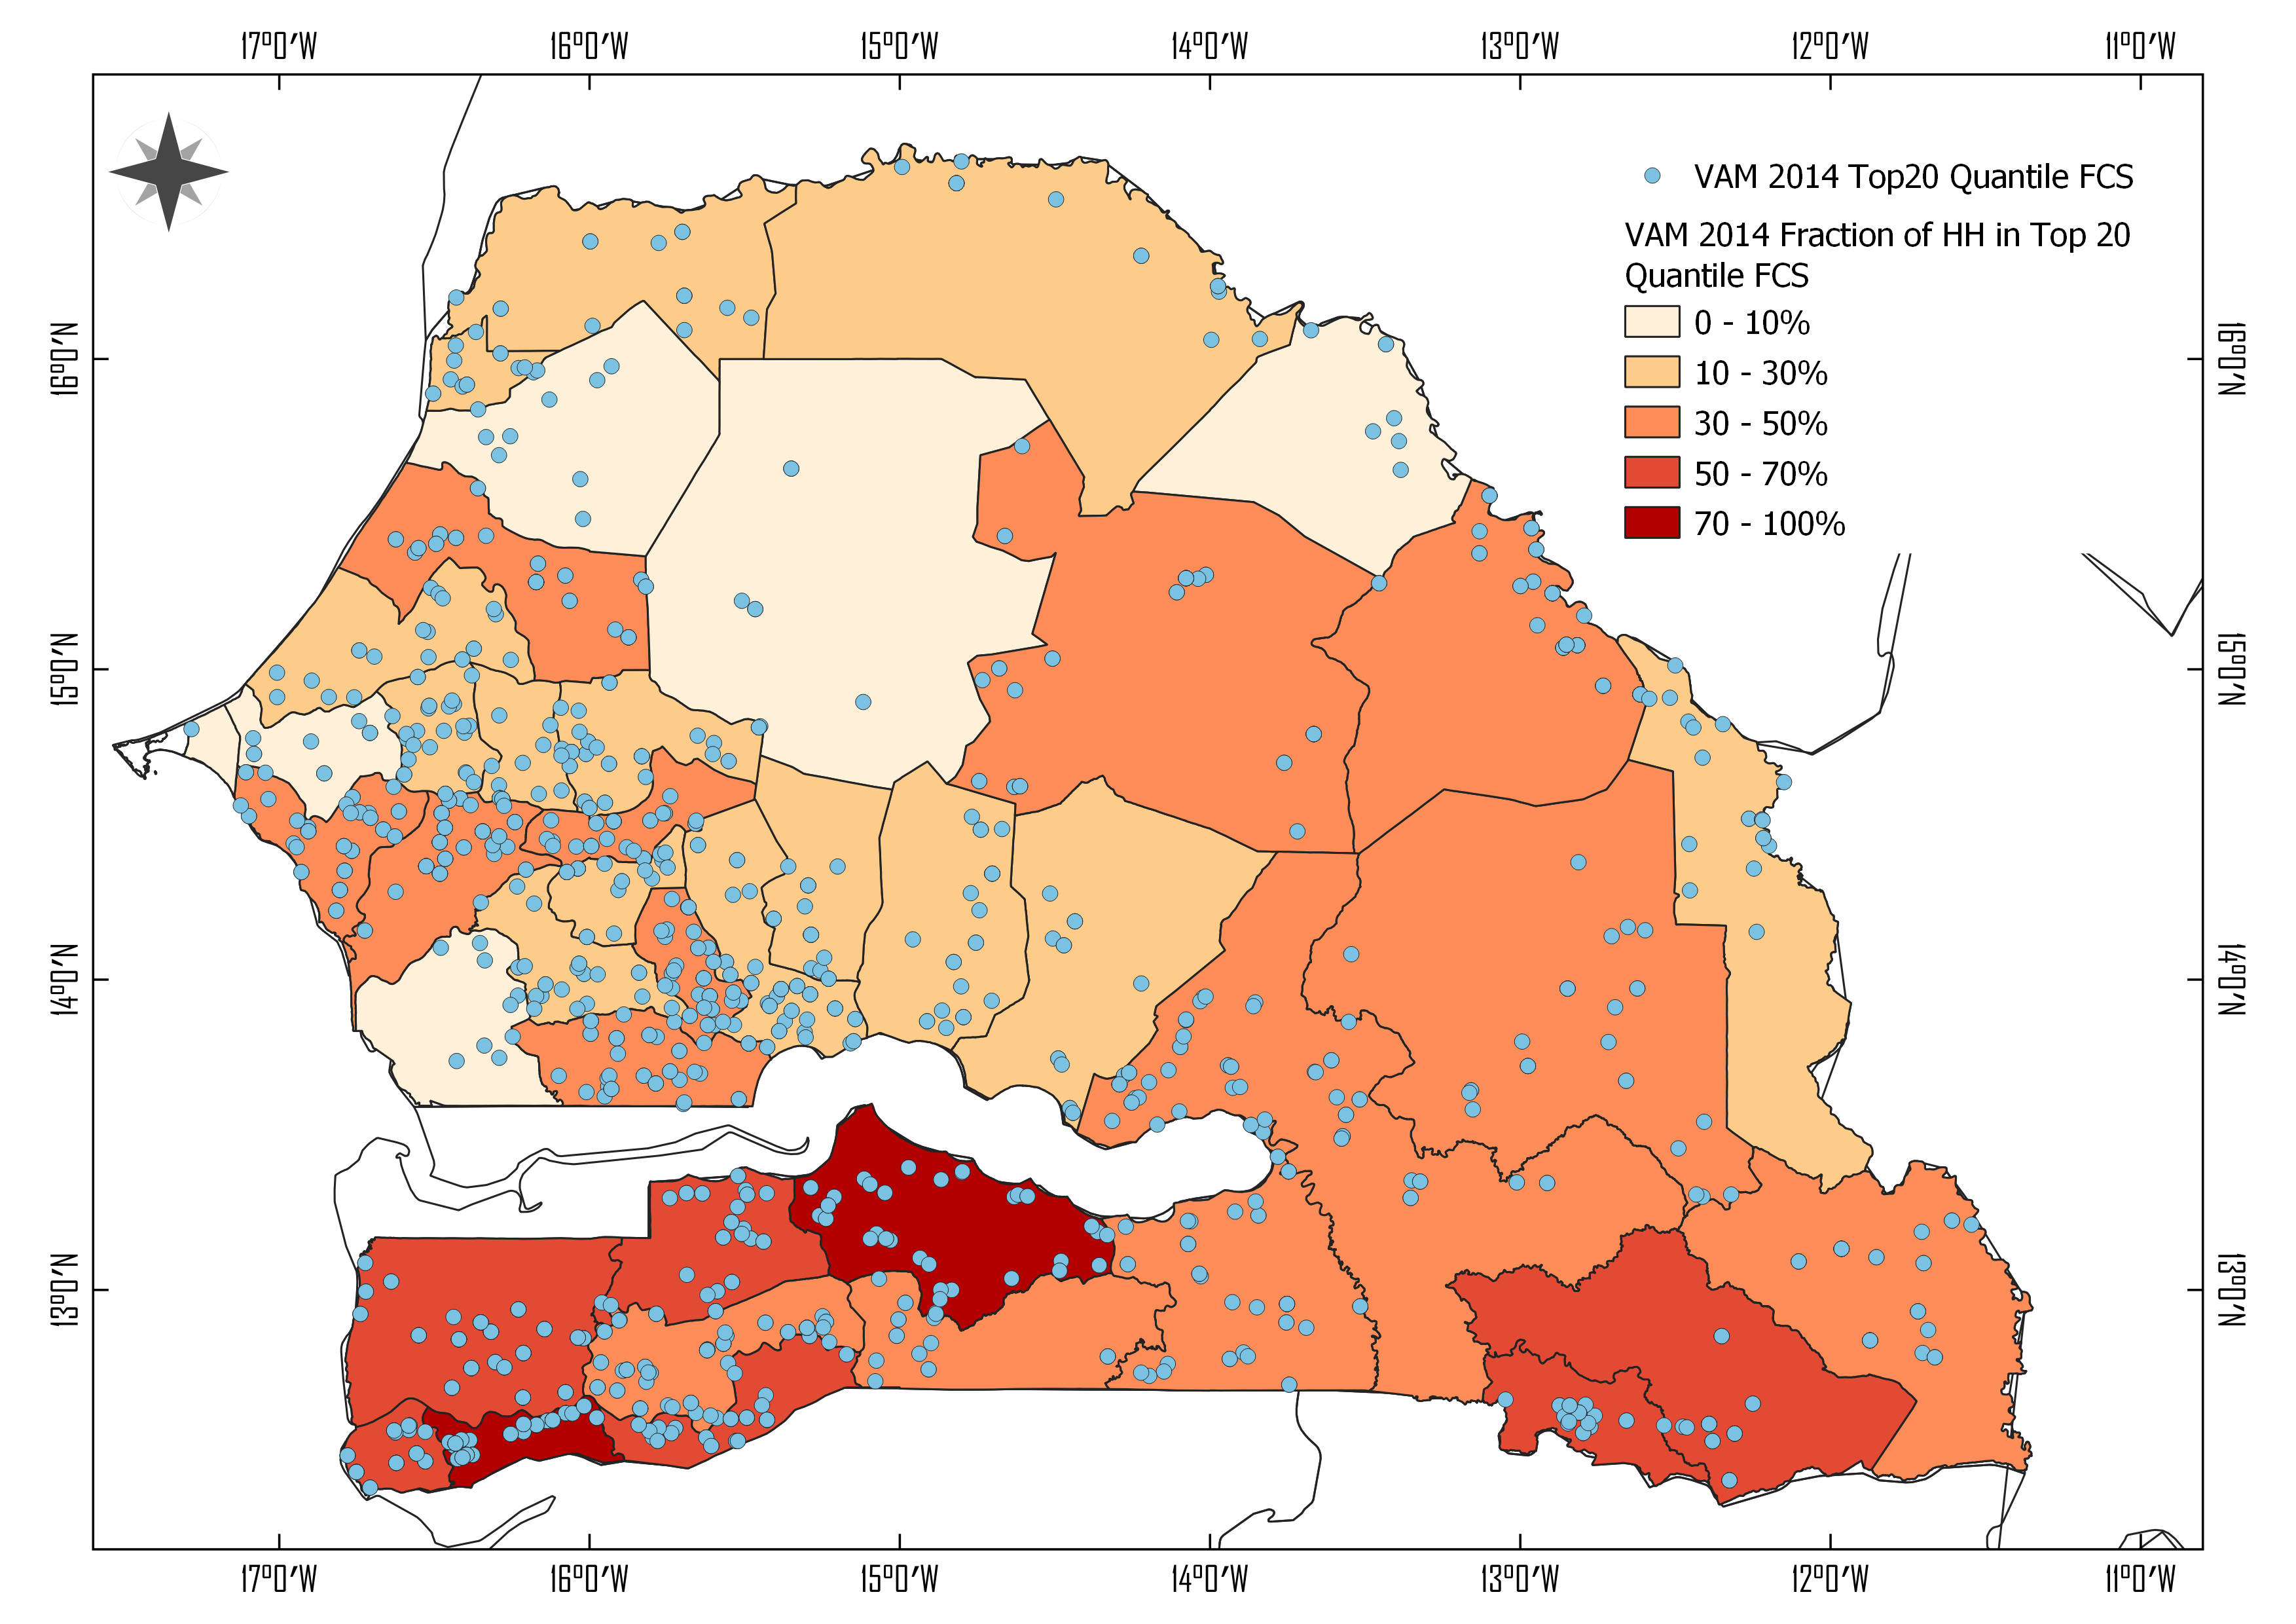 17°0'W 16°0'W 15°0'W 14°0'W 13°0'W 12°0'W 11°0'W
VAM 2014 Top20 Quantile FCS
VAM 2014 Fraction of HH in Top 20
Quantile FCS
0 - 10%
10 - 30%
30 - 50%
50 - 70%
70 - 100%
16°0'N 16°0'N
15°0'N 15°0'N
14°0'N 14°0'N
13°0'N 13°0'N
17°0'W 16°0'W 15°0'W 14°0'W 13°0'W 12°0'W 11°0'W